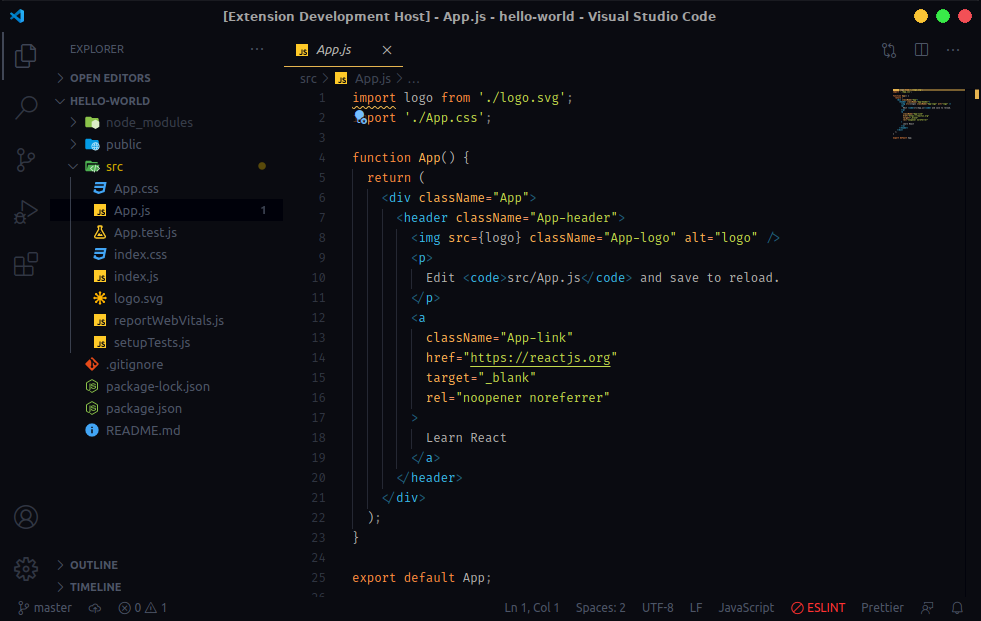 [Extension Development Host] - App.js - hello-world - Visual Studio Code
EXPLORER
OPEN EDITORS
HELLO-WORLD
node_modules
public
src
App.css
App.js 1
App.test.js
index.css
index.js
logo.svg
reportWebVitals.js
setupTests.js
.gitignore
package-lock.json
package.json
README.md
OUTLINE
TIMELINE
JS App.js
src > JS App.js > ...
1 import logo from './logo.svg';
2 port './App.css';
3
4 function App() {
5 return (
6 <div className="App">
7 <header className="App-header">
8 <img src={logo} className="App-logo" alt="logo" />
9 <p>
10 Edit <code>src/App.js</code> and save to reload.
11 </p>
12 <a
13 className="App-link"
14 href="https://reactjs.org"
15 target="_blank"
16 rel="noopener noreferrer"
17 >
18 Learn React
19 </a>
20 </header>
21 </div>
22 );
23 }
24
25 export default App;
master 0 1 Ln 1, Col 1 Spaces: 2 UTF-8 LF JavaScript ESLINT Prettier